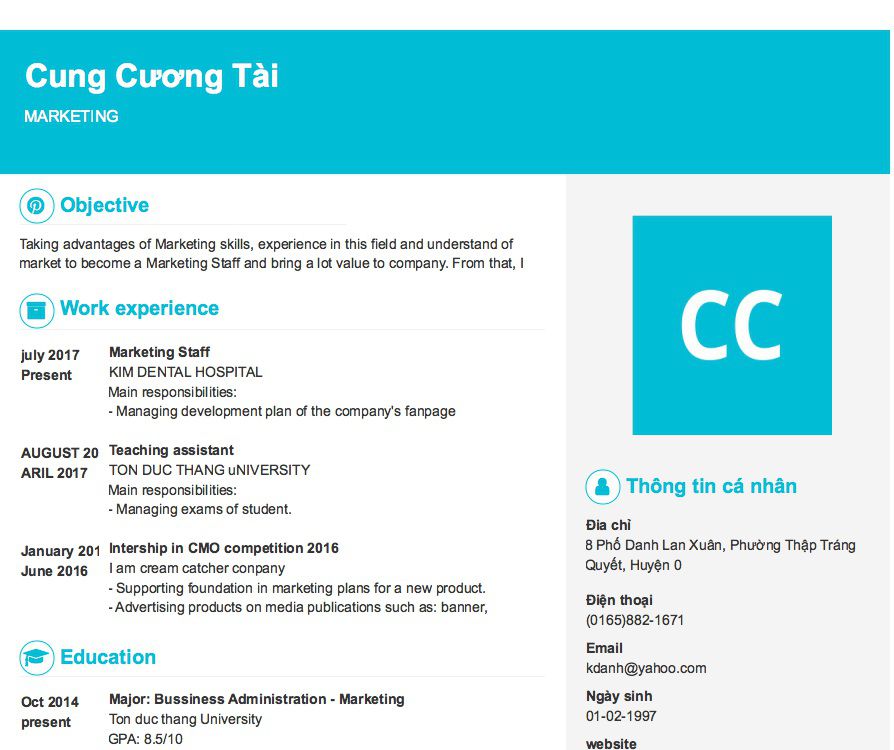 Cung Cương Tài
MARKETING
Objective
Taking advantages of Marketing skills, experience in this field and understand of
market to become a Marketing Staff and bring a lot value to company. From that, I
Work experience
july 2017
Present
Marketing Staff
KIM DENTAL HOSPITAL
Main responsibilities:
- Managing development plan of the company's fanpage
AUGUST 20
ARIL 2017
Teaching assistant
TON DUC THANG uNIVERSITY
Main responsibilities:
- Managing exams of student.
January 201
June 2016
Intership in CMO competition 2016
I am cream catcher conpany
- Supporting foundation in marketing plans for a new product.
- Advertising products on media publications such as: banner,
Education
Oct 2014
present
Major: Bussiness Administration - Marketing
Ton duc thang University
GPA: 8.5/10
CC
Thông tin cá nhân
Địa chỉ
8 Phố Danh Lan Xuân, Phường Thập Tráng
Quyết, Huyện 0
Điện thoại
(0165)882-1671
Email
kdanh@yahoo.com
Ngày sinh
01-02-1997
website